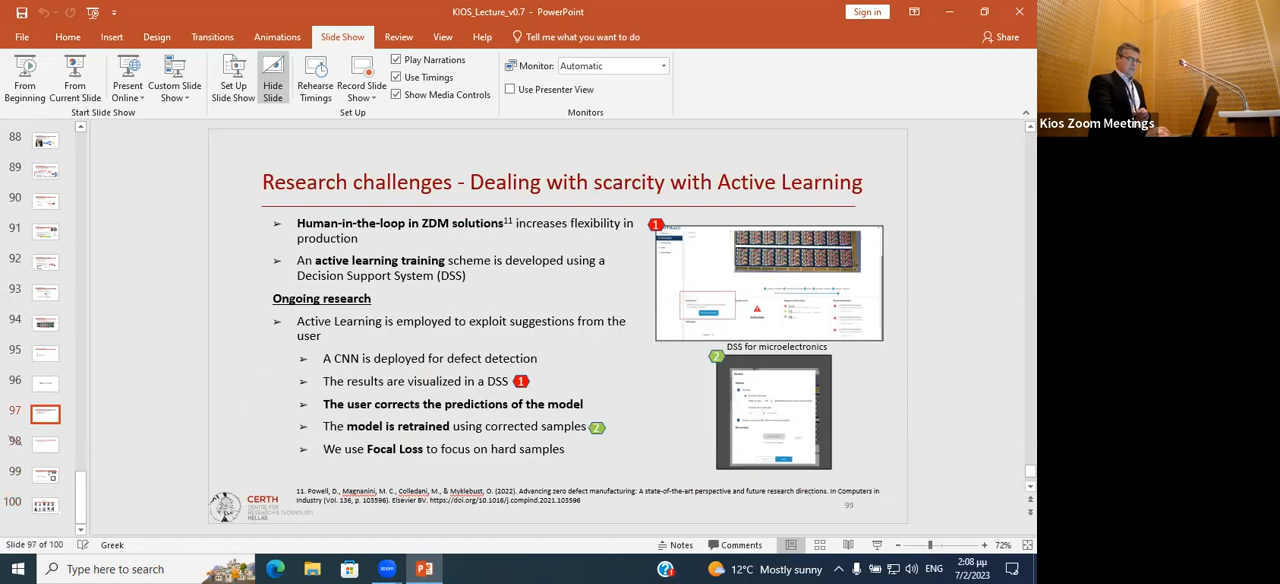 KIOS_Lecture_v0.7 - PowerPoint
Sign in
File Home Insert Design Transitions Animations Slide Show Review View Help Tell me what you want to do
Share
From Beginning
From Current Slide
Present Online
Custom Slide Show
Start Slide Show
Set Up Slide Show
Hide Slide
Rehearse Timings
Record Slide Show
Play Narrations
Use Timings
Show Media Controls
Set Up
Monitor: Automatic
Use Presenter View
Monitors
Kios Zoom Meetings
88
89
90
91
92
93
94
95
96
97
98
99
100
Research challenges - Dealing with scarcity with Active Learning
Human-in-the-loop in ZDM solutions11 increases flexibility in
production
An active learning training scheme is developed using a
Decision Support System (DSS)
Ongoing research
Active Learning is employed to exploit suggestions from the
user
A CNN is deployed for defect detection
The results are visualized in a DSS 1
The user corrects the predictions of the model
The model is retrained using corrected samples 2
We use Focal Loss to focus on hard samples
1
DSS for microelectronics
2
11. Powell, D., Magnanini, M. C., Colledani, M., & Myklebust, O. (2022). Advancing zero defect manufacturing: A state-of-the-art perspective and future research directions. In Computers in
Industry (Vol. 136, p. 103596). Elsevier BV. https://doi.org/10.1016/j.compind.2021.103596
CERTH
CENTRE FOR
RESEARCH & TECHNOLOGY
HELLAS
99
Slide 97 of 100 Greek Notes Comments 72%
Type here to search
12°C Mostly sunny
ENG
2:08 μμ
7/2/2023